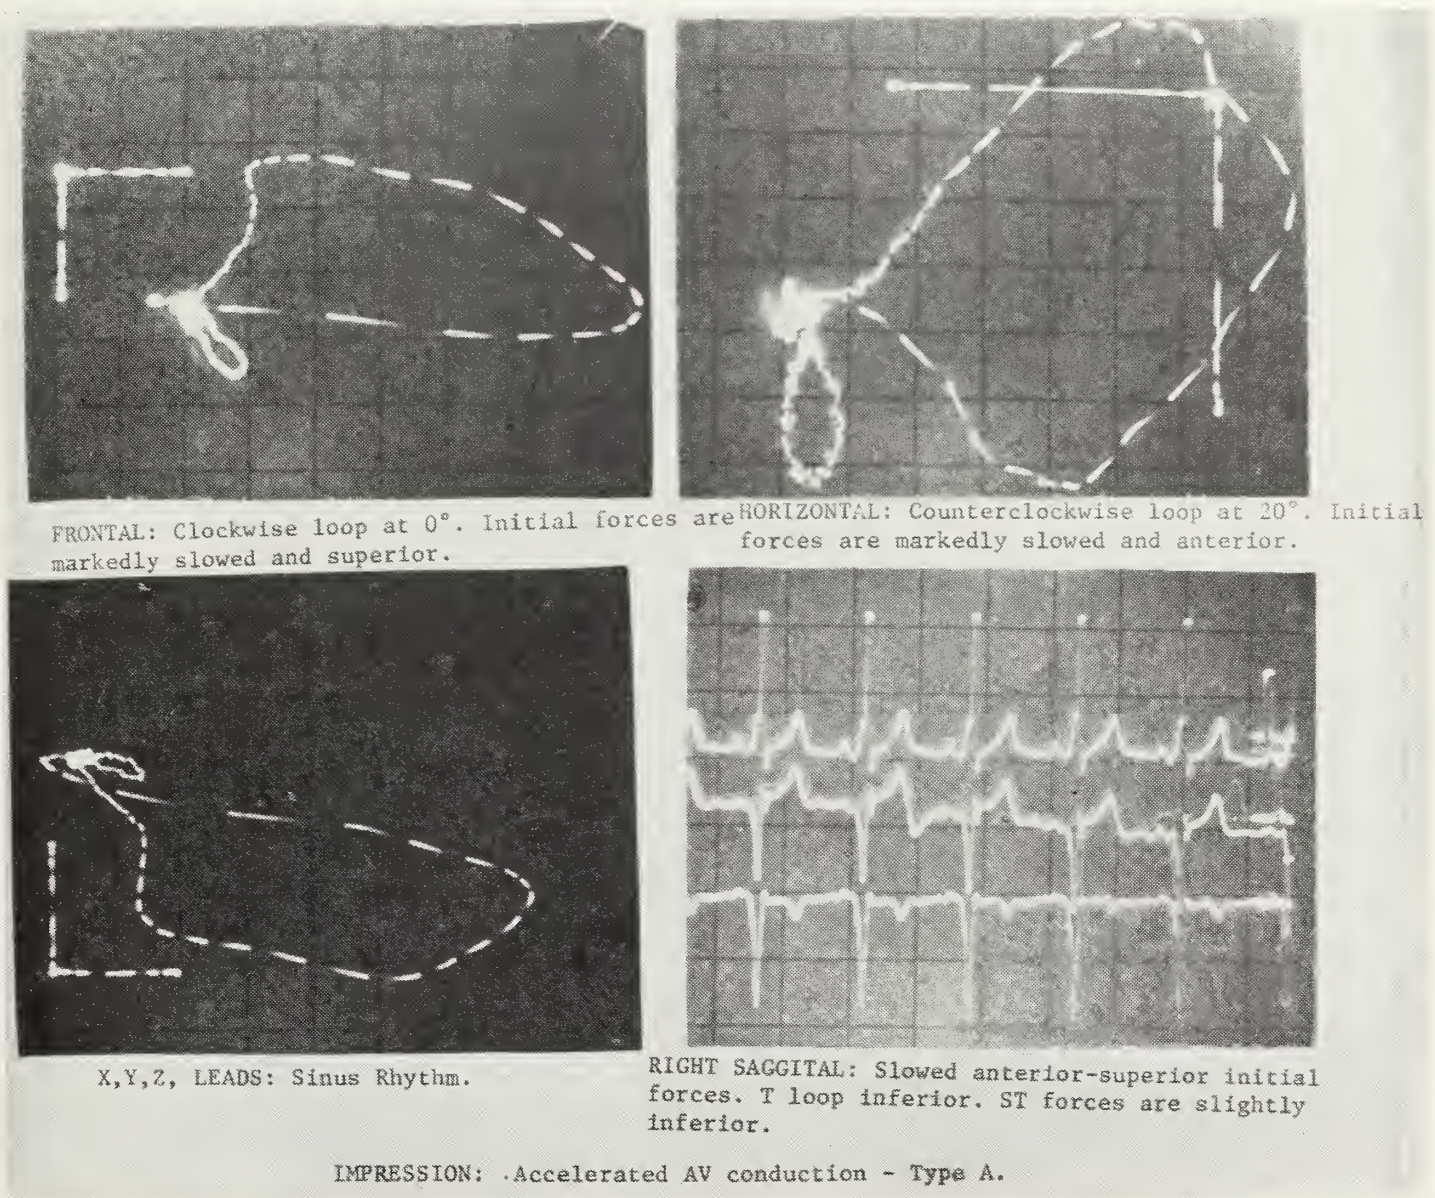 FRONTAL: Clockwise loop at 0°. Initial forces are
markedly slowed and superior.
HORIZONTAL: Counterclockwise loop at 20°. Initial
forces are markedly slowed and anterior.
X,Y,Z, LEADS: Sinus Rhythm.
RIGHT SAGGITAL: Slowed anterior-superior initial
forces. T loop inferior. ST forces are slightly
inferior.
IMPRESSION: Accelerated AV conduction - Type A.